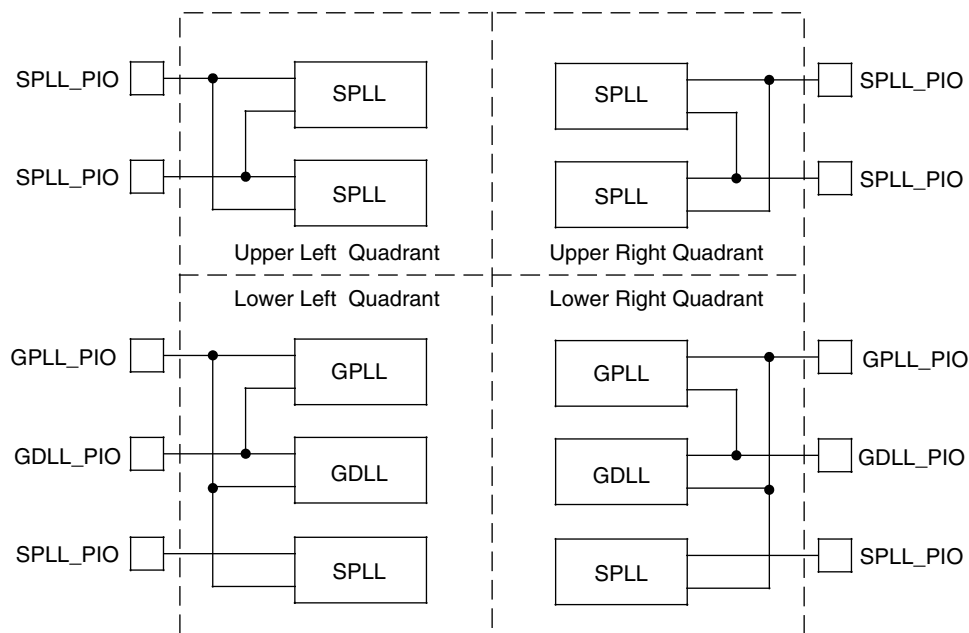 SPLL_PIO
SPLL
SPLL
SPLL_PIO
SPLL_PIO
SPLL
SPLL
SPLL_PIO
Upper Left Quadrant
Upper Right Quadrant
Lower Left Quadrant
Lower Right Quadrant
GPLL_PIO
GPLL
GPLL
GPLL_PIO
GDLL_PIO
GDLL
GDLL
GDLL_PIO
SPLL_PIO
SPLL
SPLL
SPLL_PIO